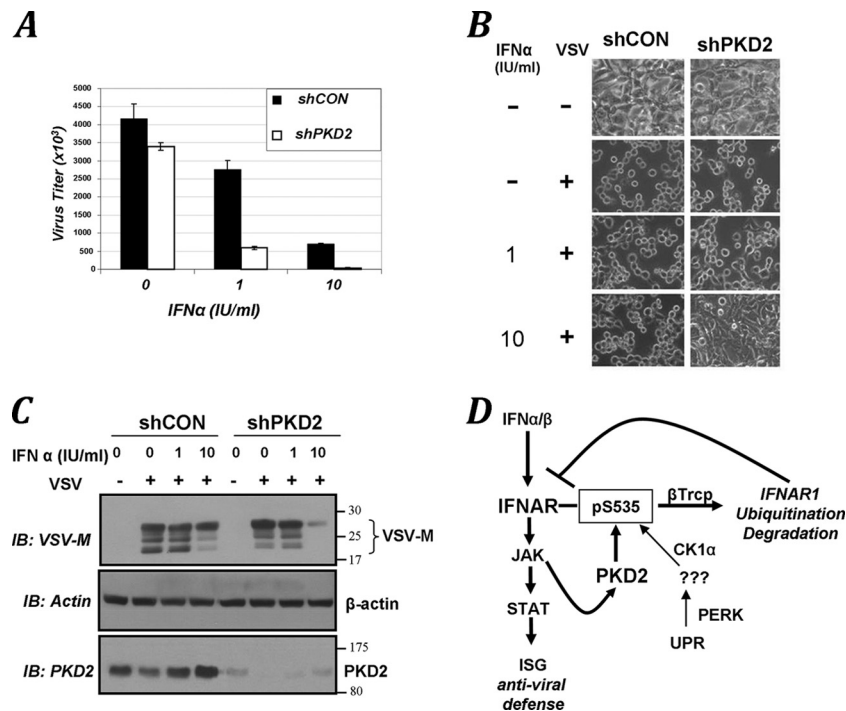 A
Virus Titer (x10³)
5000
4500
4000
3500
3000
2500
2000
1500
1000
500
0
shCON
shPKD2
0 1 10
IFNα (IU/ml)
B
IFNα (IU/ml) VSV shCON shPKD2
- -
- +
1 +
10 +
C
shCON shPKD2
IFN α (IU/ml) 0 0 1 10 0 0 1 10
VSV - + + + - + + +
IB: VSV-M
30
25
17
VSV-M
IB: Actin
β-actin
IB: PKD2
175
PKD2
80
D
IFNα/β
IFNAR
pS535
βTrcp
IFNAR1
Ubiquitination
Degradation
JAK
PKD2
CK1α
???
STAT
PERK
UPR
ISG
anti-viral
defense